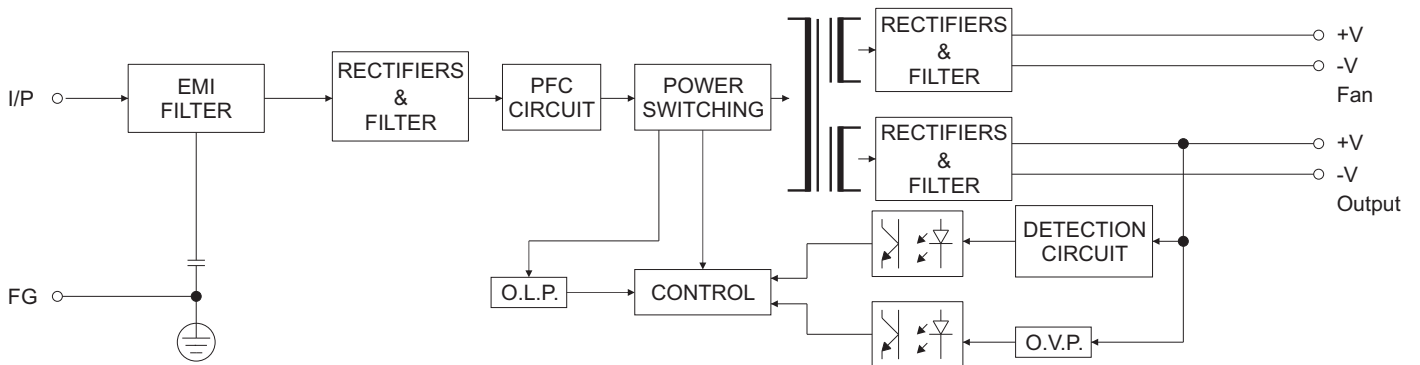 RECTIFIERS
&
FILTER
+V
-V
Fan
I/P
EMI
FILTER
RECTIFIERS
&
FILTER
PFC
CIRCUIT
POWER
SWITCHING
RECTIFIERS
&
FILTER
+V
-V
Output
DETECTION
CIRCUIT
FG
O.L.P.
CONTROL
O.V.P.